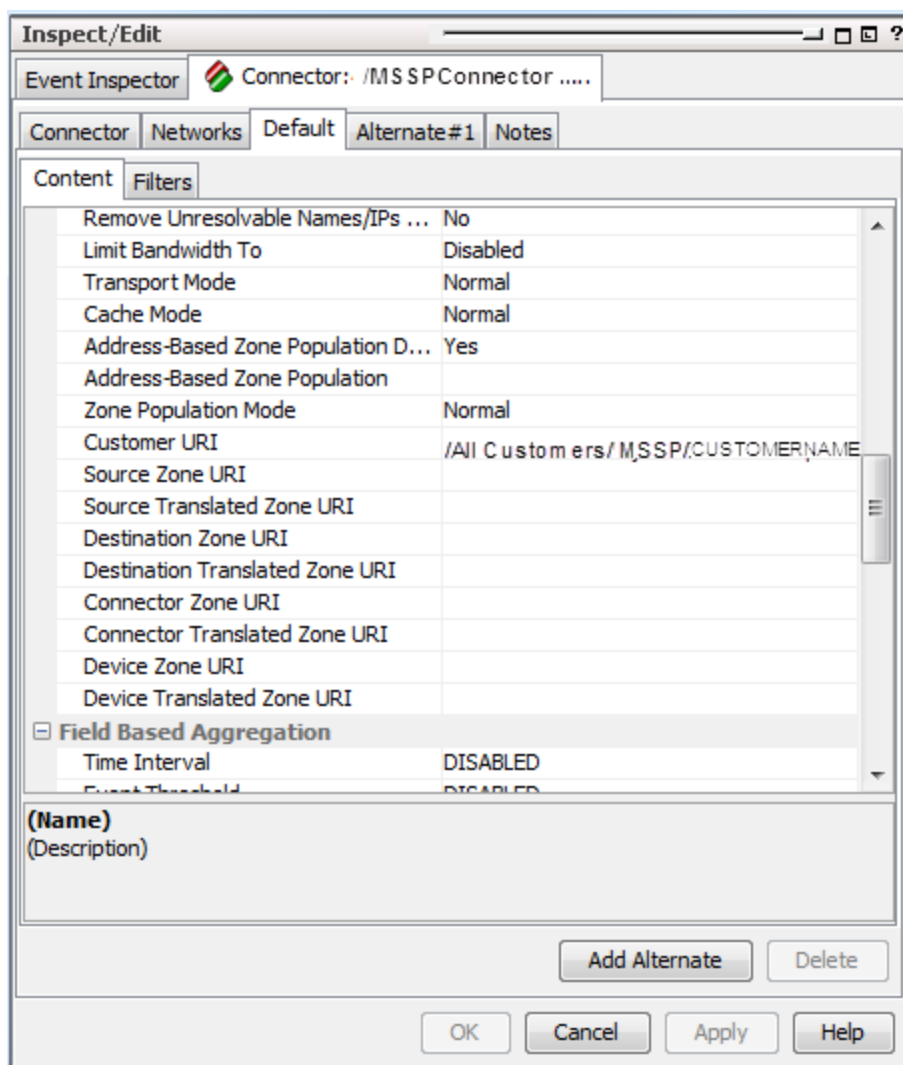 Inspect/Edit ?
Event Inspector Connector: /MSSPConnector .....
Connector Networks Default Alternate#1 Notes
Content Filters
Remove Unresolvable Names/IPs ... No
Limit Bandwidth To Disabled
Transport Mode Normal
Cache Mode Normal
Address-Based Zone Population D... Yes
Address-Based Zone Population
Zone Population Mode Normal
Customer URI /All Customers/MSSP/CUSTOMERNAME
Source Zone URI
Source Translated Zone URI
Destination Zone URI
Destination Translated Zone URI
Connector Zone URI
Connector Translated Zone URI
Device Zone URI
Device Translated Zone URI
Field Based Aggregation
Time Interval DISABLED
Event Threshold DISABLED
(Name)
(Description)
Add Alternate Delete
OK Cancel Apply Help